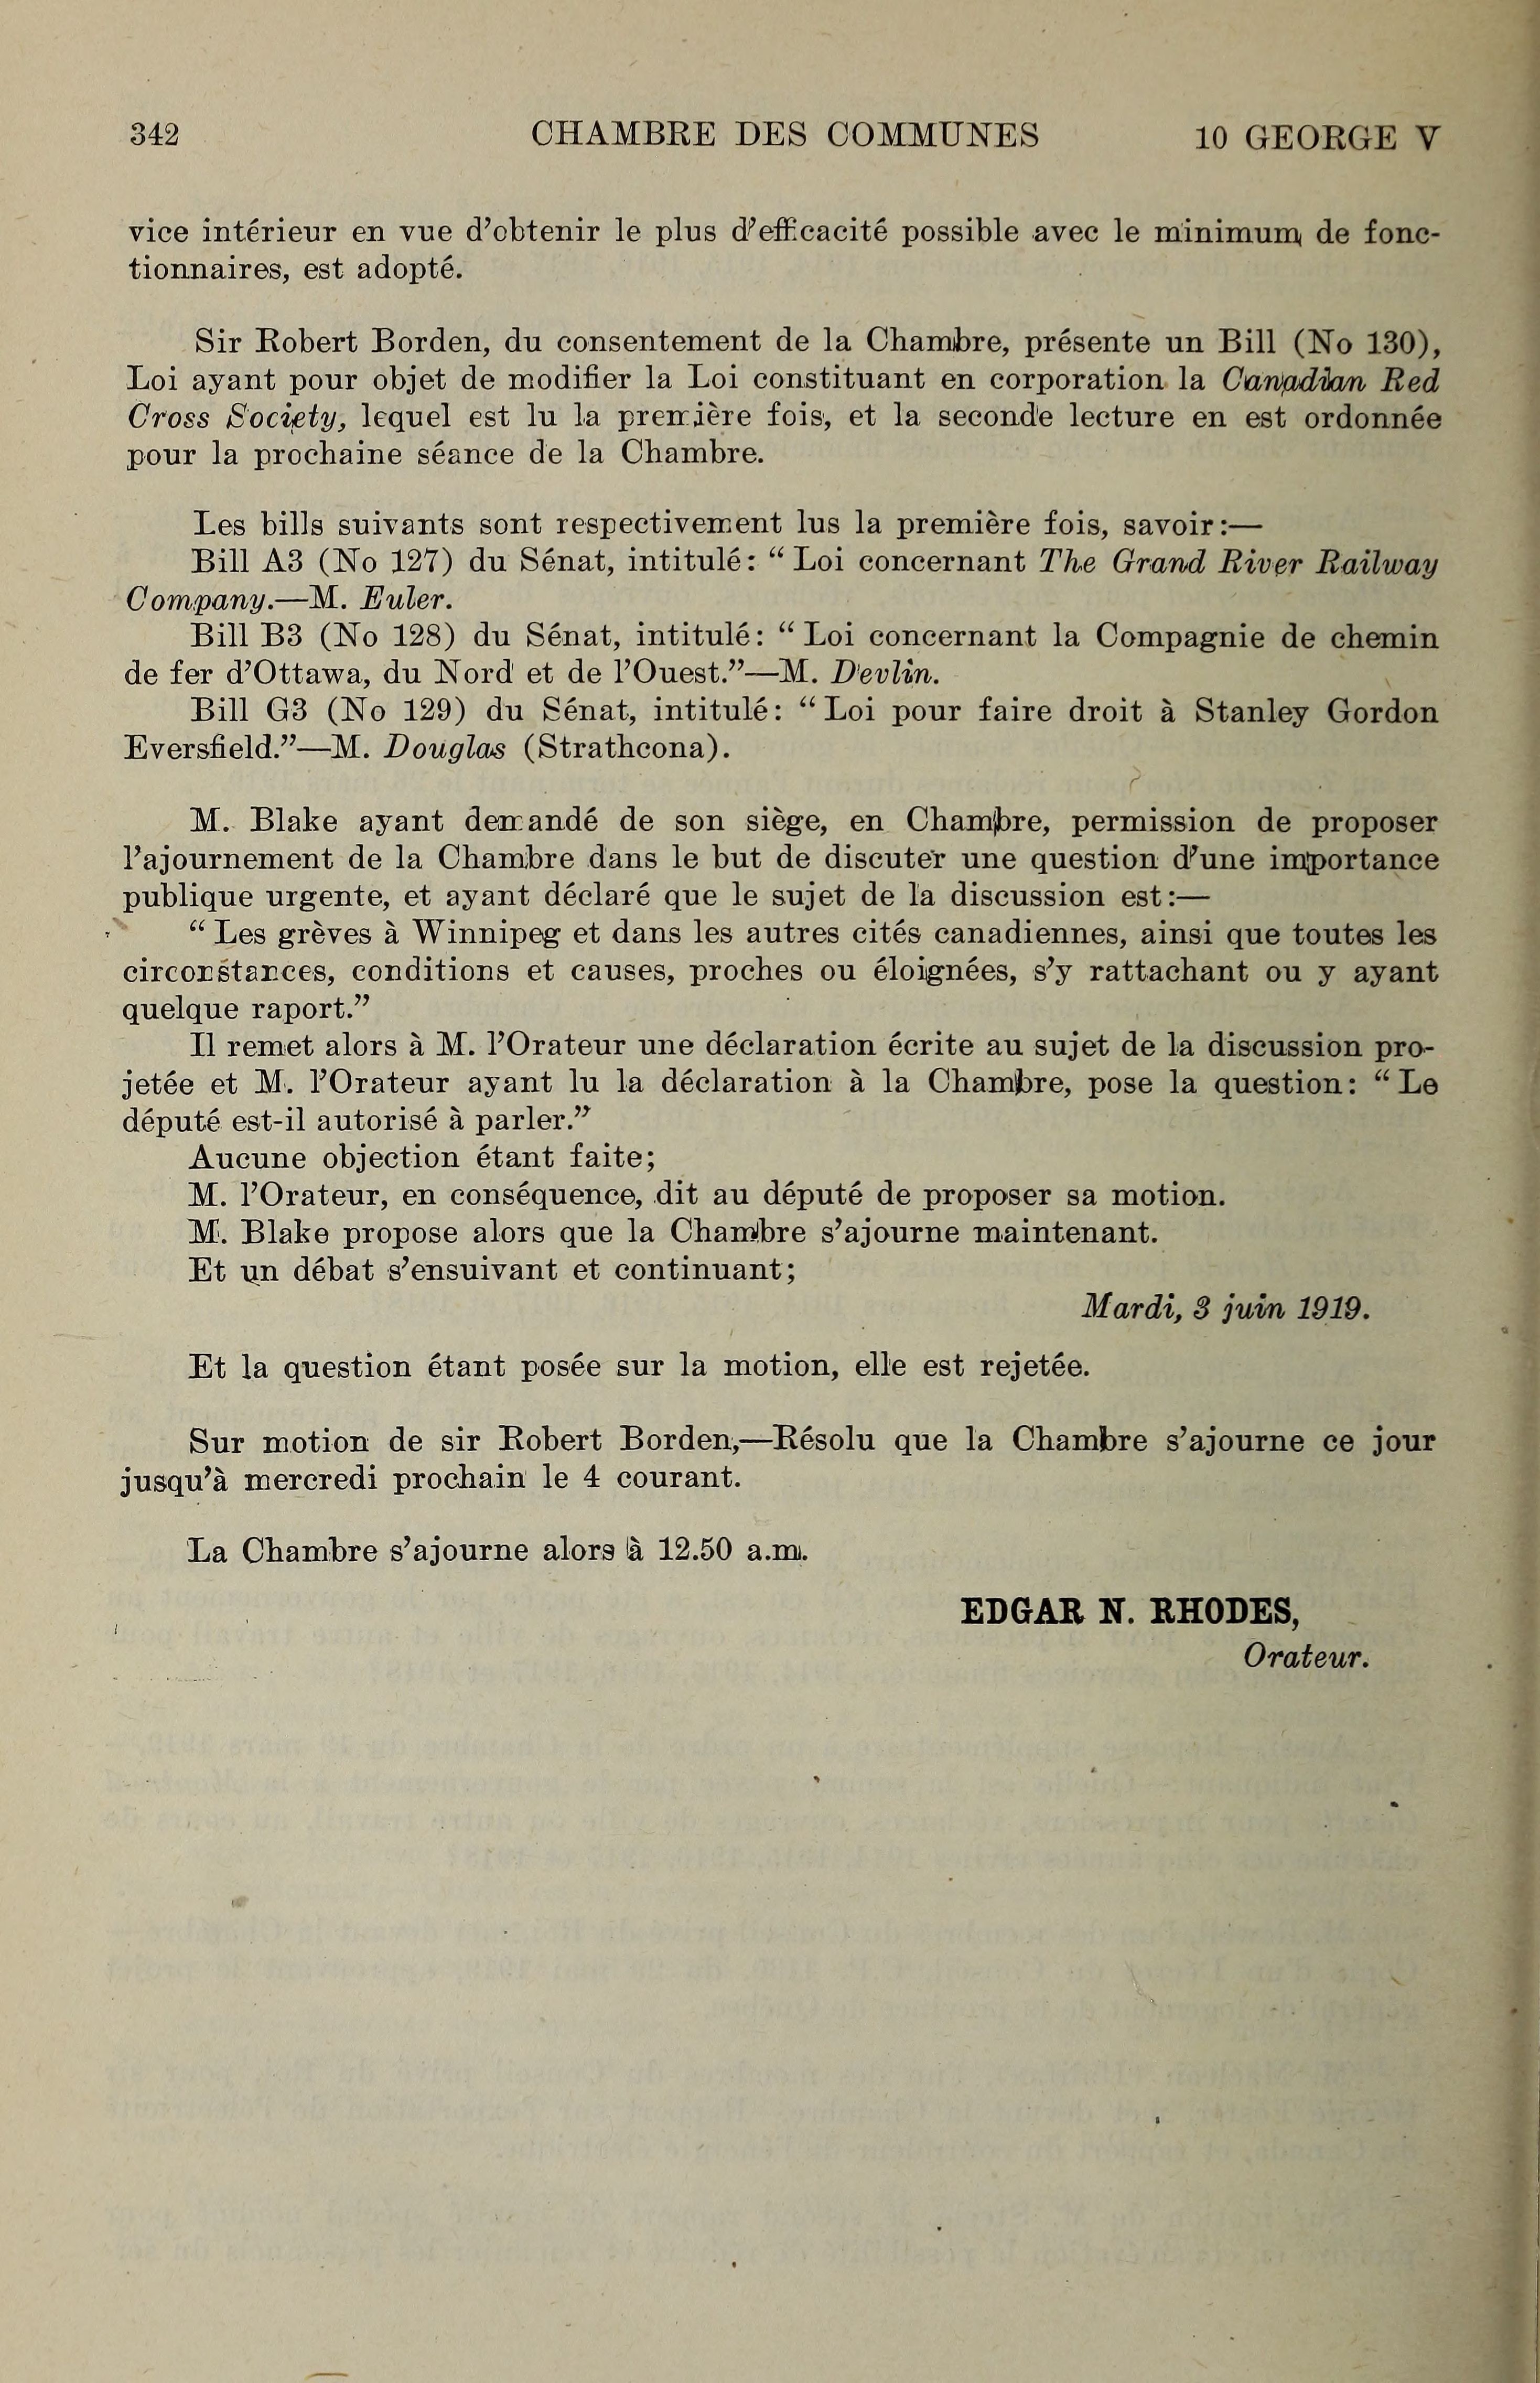 342 CHAMBRE DES COMMUNES 10 GEORGE V
vice intérieur en vue d’obtenir le plus d’efficacité possible avec le minimum de fonc-
tionnaires, est adopté.
Sir Robert Borden, du consentement de la Chambre, présente un Bill (No 130),
Loi ayant pour objet de modifier la Loi constituant en corporation la Canadian Red
Cross Society, lequel est lu la première fois, et la seconde lecture en est ordonnée
pour la prochaine séance de la Chambre.
Les bills suivants sont respectivement lus la première fois, savoir:—
Bill A3 (No 127) du Sénat, intitulé: “ Loi concernant The Grand River Railway
Company.—M. Euler.
Bill B3 (No 128) du Sénat, intitulé: “ Loi concernant la Compagnie de chemin
de fer d’Ottawa, du Nord et de l’Ouest.”—M. Devlin.
Bill G3 (No 129) du Sénat, intitulé: “ Loi pour faire droit à Stanley Gordon
Eversfield.”—M. Douglas (Strathcona).
M. Blake ayant demandé de son siège, en Chambre, permission de proposer
l’ajournement de la Chambre dans le but de discuter une question d’une importance
publique urgente, et ayant déclaré que le sujet de la discussion est:—
“ Les grèves à Winnipeg et dans les autres cités canadiennes, ainsi que toutes les
circonstances, conditions et causes, proches ou éloignées, s’y rattachant ou y ayant
quelque raport.”
Il remet alors à M. l’Orateur une déclaration écrite au sujet de la discussion pro-
jetée et M. l’Orateur ayant lu la déclaration à la Chambre, pose la question: “ Le
député est-il autorisé à parler.”
Aucune objection étant faite;
M. l’Orateur, en conséquence, dit au député de proposer sa motion.
M. Blake propose alors que la Chambre s’ajourne maintenant.
Et un débat s’ensuivant et continuant;
Mardi, 3 juin 1919.
Et la question étant posée sur la motion, elle est rejetée.
Sur motion de sir Robert Borden,—Résolu que la Chambre s’ajourne ce jour
jusqu’à mercredi prochain le 4 courant.
La Chambre s’ajourne alors à 12.50 a.m.
EDGAR N. RHODES,
Orateur.